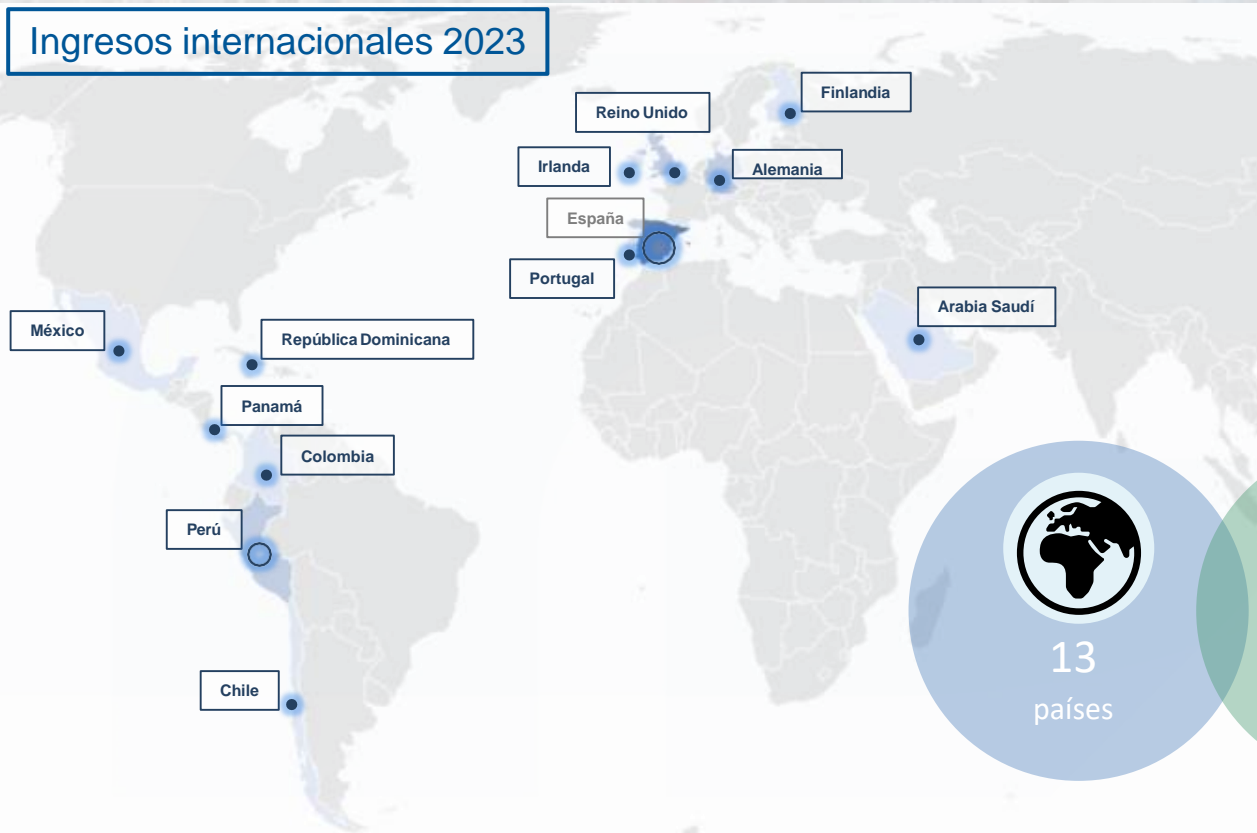 Ingresos internacionales 2023
Finlandia
Reino Unido
Irlanda
Alemania
España
Portugal
Arabia Saudí
México
República Dominicana
Panamá
Colombia
Perú
Chile
13
países